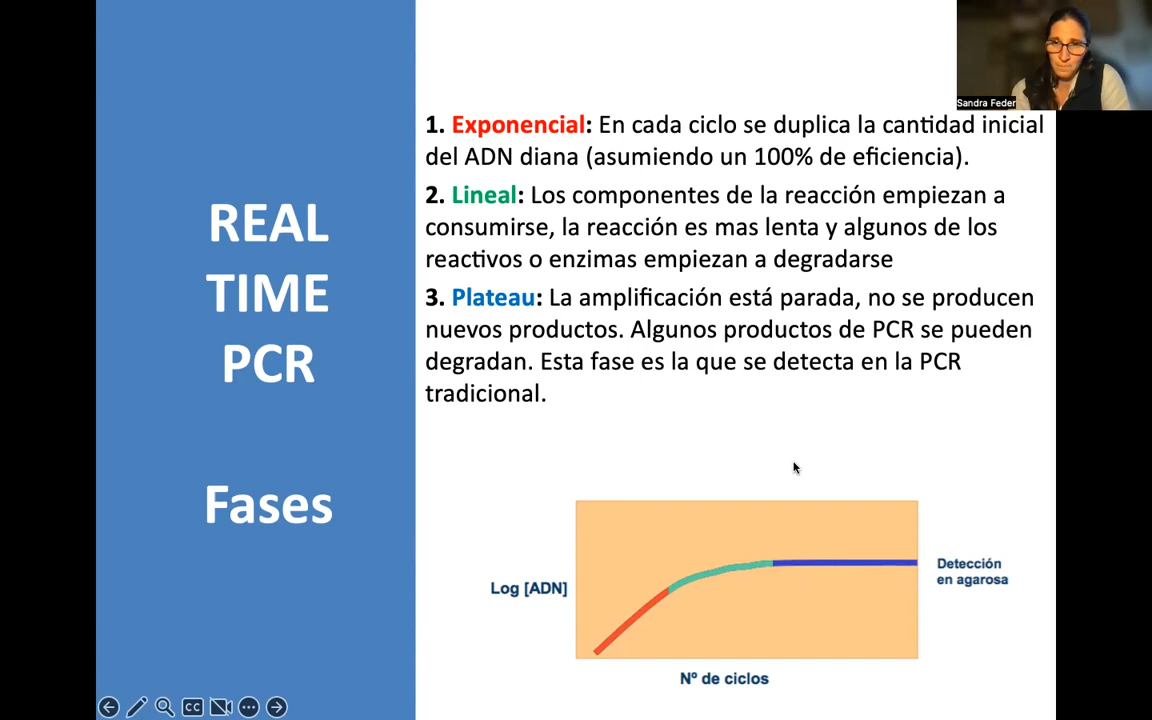 Sandra Feder
REAL
TIME
PCR
Fases
1. Exponencial: En cada ciclo se duplica la cantidad inicial
del ADN diana (asumiendo un 100% de eficiencia).
2. Lineal: Los componentes de la reacción empiezan a
consumirse, la reacción es mas lenta y algunos de los
reactivos o enzimas empiezan a degradarse
3. Plateau: La amplificación está parada, no se producen
nuevos productos. Algunos productos de PCR se pueden
degradan. Esta fase es la que se detecta en la PCR
tradicional.
Log [ADN]
Detección
en agarosa
Nº de ciclos
CC